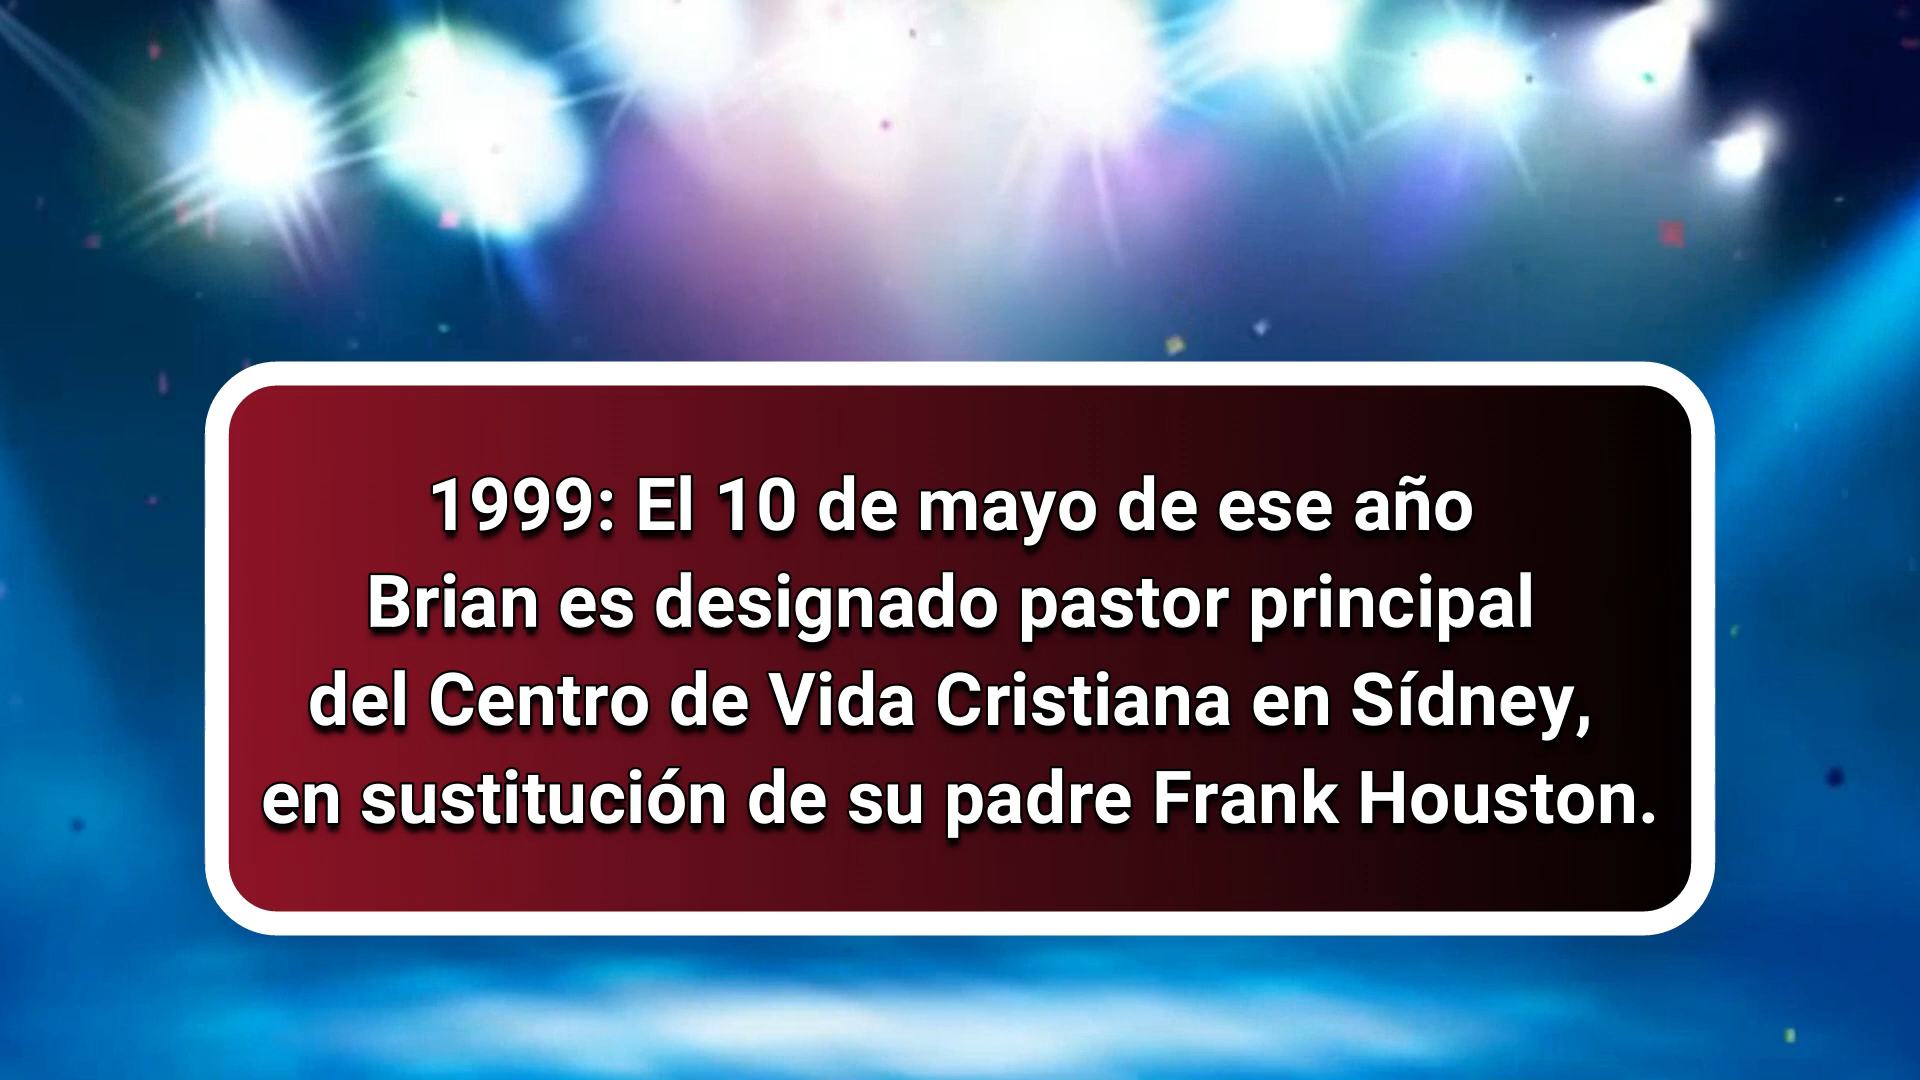 1999: El 10 de mayo de ese año
Brian es designado pastor principal
del Centro de Vida Cristiana en Sídney,
en sustitución de su padre Frank Houston.